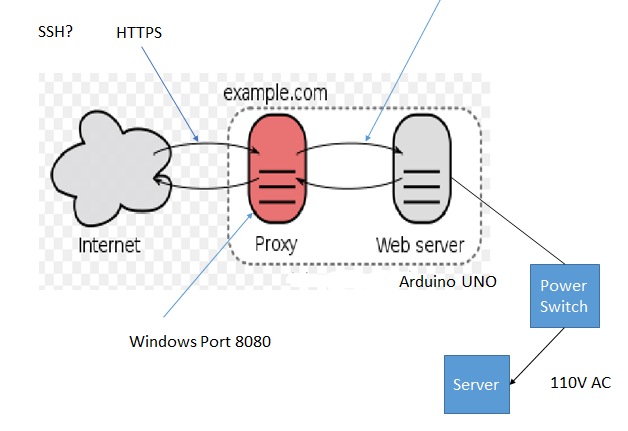 SSH?
HTTPS
example.com
Internet
Proxy
Web server
Arduino UNO
Power
Switch
Windows Port 8080
Server
110V AC